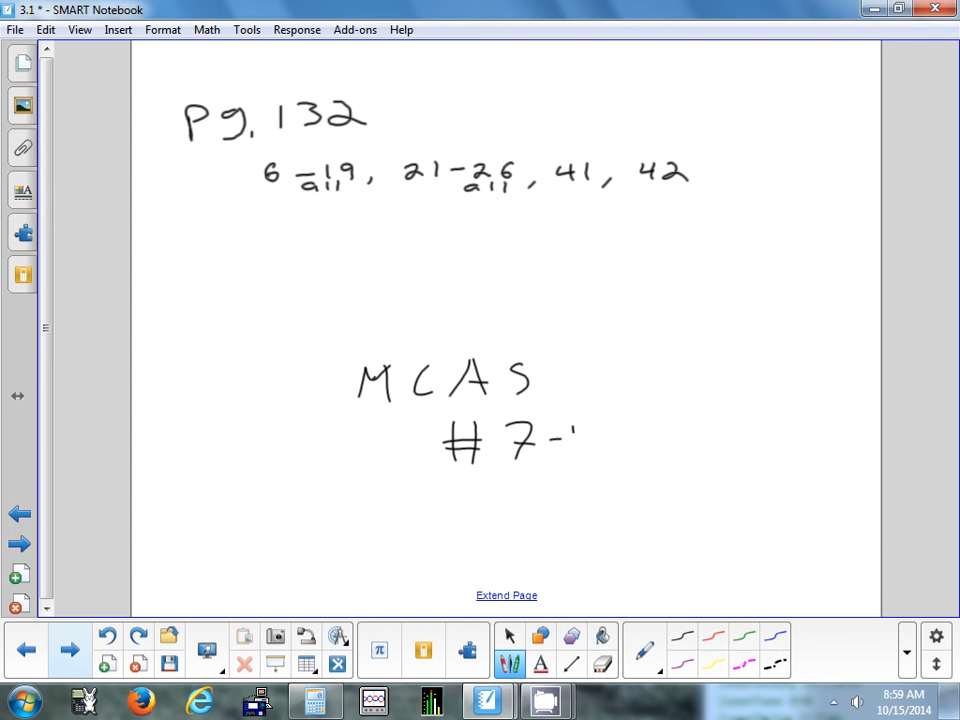 3.1 * - SMART Notebook
File Edit View Insert Format Math Tools Response Add-ons Help
Pg. 132
6 - 19, 21 - 26, 41, 42
all all
MCAS
# 7-
Extend Page
8:59 AM
10/15/2014